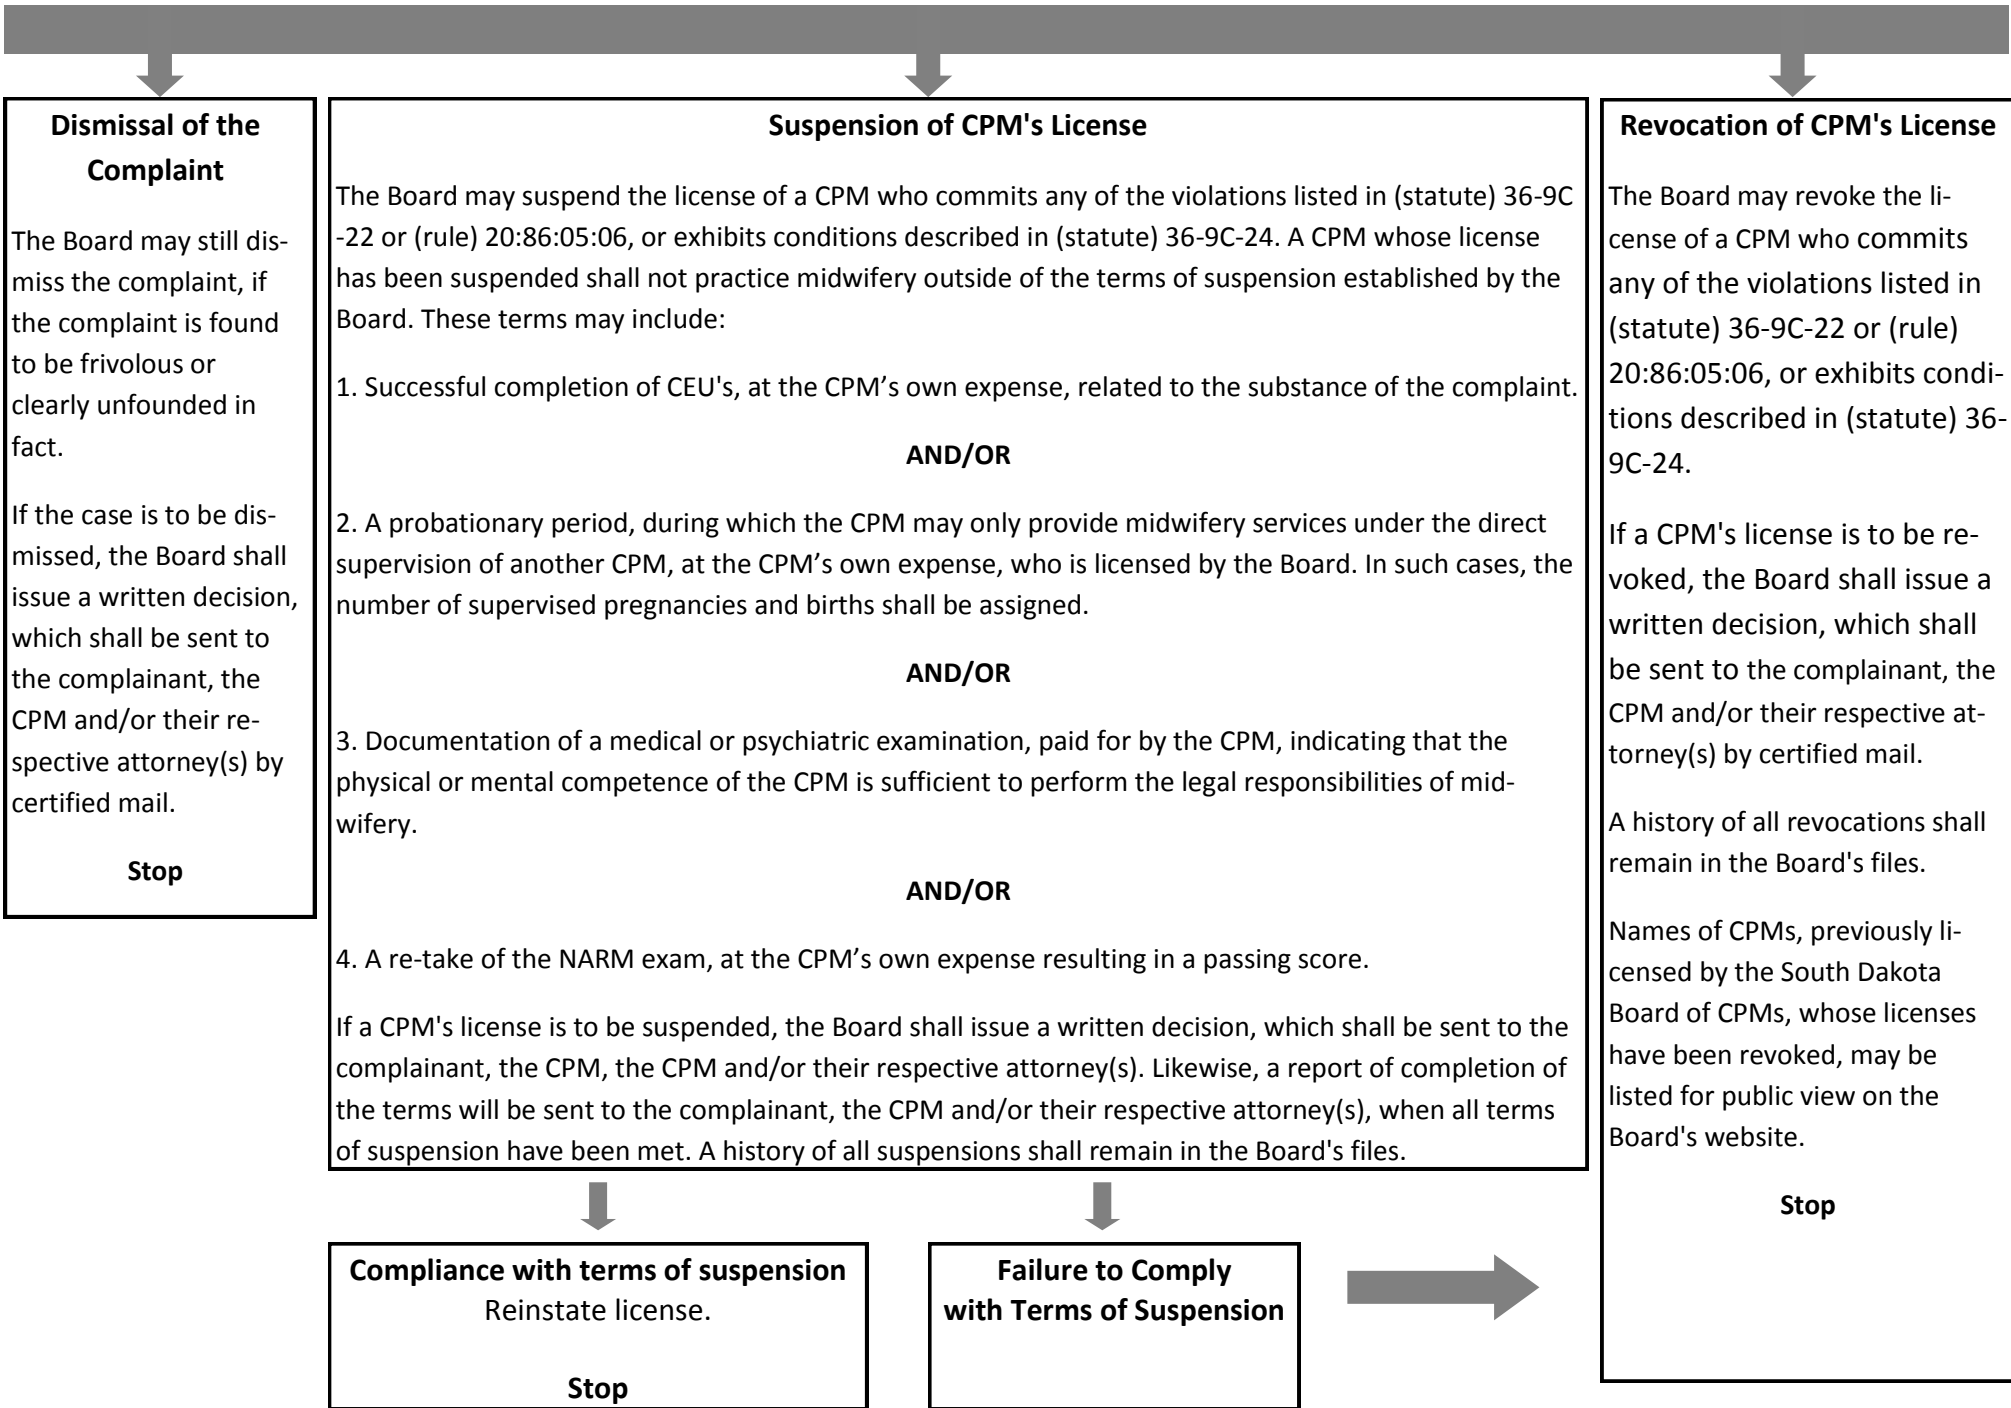 Dismissal of the
Complaint
The Board may still dis-
miss the complaint, if
the complaint is found
to be frivolous or
clearly unfounded in
fact.
If the case is to be dis-
missed, the Board shall
issue a written decision,
which shall be sent to
the complainant, the
CPM and/or their re-
spective attorney(s) by
certified mail.
Stop
Suspension of CPM's License
The Board may suspend the license of a CPM who commits any of the violations listed in (statute) 36-9C
-22 or (rule) 20:86:05:06, or exhibits conditions described in (statute) 36-9C-24. A CPM whose license
has been suspended shall not practice midwifery outside of the terms of suspension established by the
Board. These terms may include:
1. Successful completion of CEU's, at the CPM’s own expense, related to the substance of the complaint.
AND/OR
2. A probationary period, during which the CPM may only provide midwifery services under the direct
supervision of another CPM, at the CPM’s own expense, who is licensed by the Board. In such cases, the
number of supervised pregnancies and births shall be assigned.
AND/OR
3. Documentation of a medical or psychiatric examination, paid for by the CPM, indicating that the
physical or mental competence of the CPM is sufficient to perform the legal responsibilities of mid-
wifery.
AND/OR
4. A re-take of the NARM exam, at the CPM’s own expense resulting in a passing score.
If a CPM's license is to be suspended, the Board shall issue a written decision, which shall be sent to the
complainant, the CPM, the CPM and/or their respective attorney(s). Likewise, a report of completion of
the terms will be sent to the complainant, the CPM and/or their respective attorney(s), when all terms
of suspension have been met. A history of all suspensions shall remain in the Board's files.
Revocation of CPM's License
The Board may revoke the li-
cense of a CPM who commits
any of the violations listed in
(statute) 36-9C-22 or (rule)
20:86:05:06, or exhibits condi-
tions described in (statute) 36-
9C-24.
If a CPM's license is to be re-
voked, the Board shall issue a
written decision, which shall
be sent to the complainant, the
CPM and/or their respective at-
torney(s) by certified mail.
A history of all revocations shall
remain in the Board's files.
Names of CPMs, previously li-
censed by the South Dakota
Board of CPMs, whose licenses
have been revoked, may be
listed for public view on the
Board's website.
Stop
Compliance with terms of suspension
Reinstate license.
Stop
Failure to Comply
with Terms of Suspension